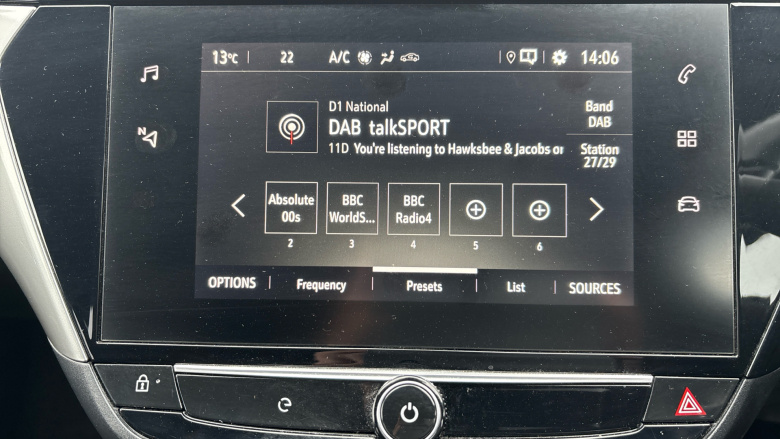 13°C 22 A/C 14:06
D1 National
DAB talkSPORT
11D You're listening to Hawksbee & Jacobs or
Band
DAB
Station
27/29
N
Absolute
00s
BBC
WorldS...
BBC
Radio4
2 3 4 5 6
OPTIONS Frequency Presets List SOURCES